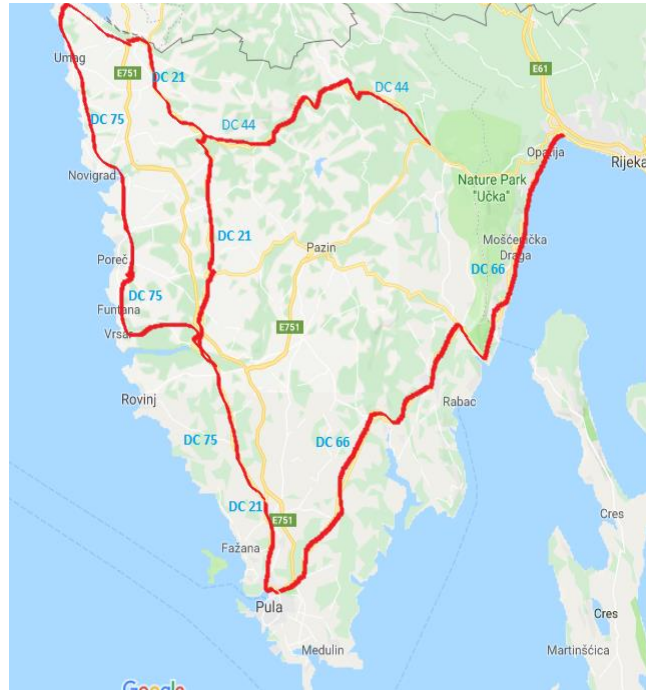 Umag
E751
DC 21
E61
DC 75
DC 44
DC 44
Opatija
Rijeka
Novigrad
Nature Park
"Učka"
DC 21
Pazin
Mošćenička
Draga
Poreč
DC 66
DC 75
Funtana
Vrsar
E751
Rovinj
Rabac
DC 75
DC 66
DC 21
E751
Cres
Fažana
Pula
Cres
Medulin
Martinšćica
Google